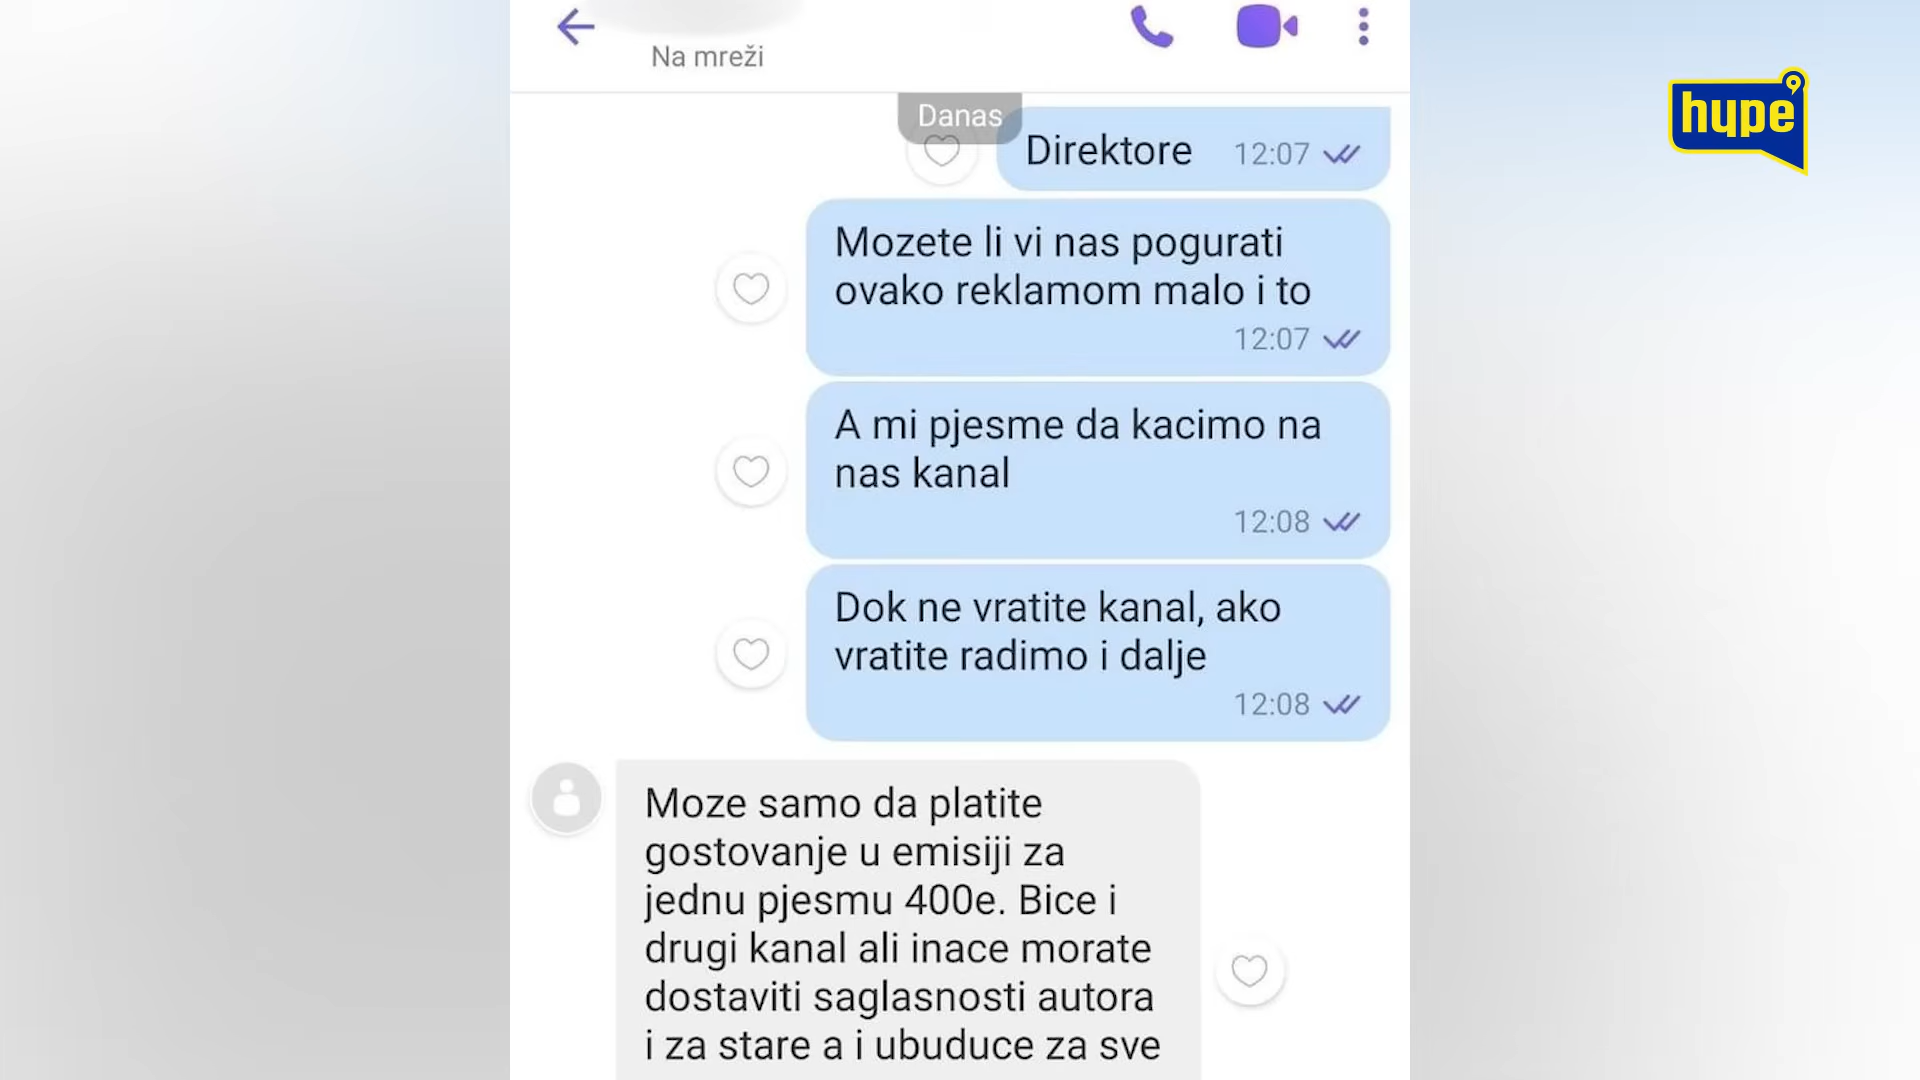 Na mreži
hype
Danas
Direktore 12:07
Mozete li vi nas pogurati
ovako reklamom malo i to
12:07
A mi pjesme da kacimo na
nas kanal
12:08
Dok ne vratite kanal, ako
vratite radimo i dalje
12:08
Moze samo da platite
gostovanje u emisiji za
jednu pjesmu 400e. Bice i
drugi kanal ali inace morate
dostaviti saglasnosti autora
i za stare a i ubuduce za sve